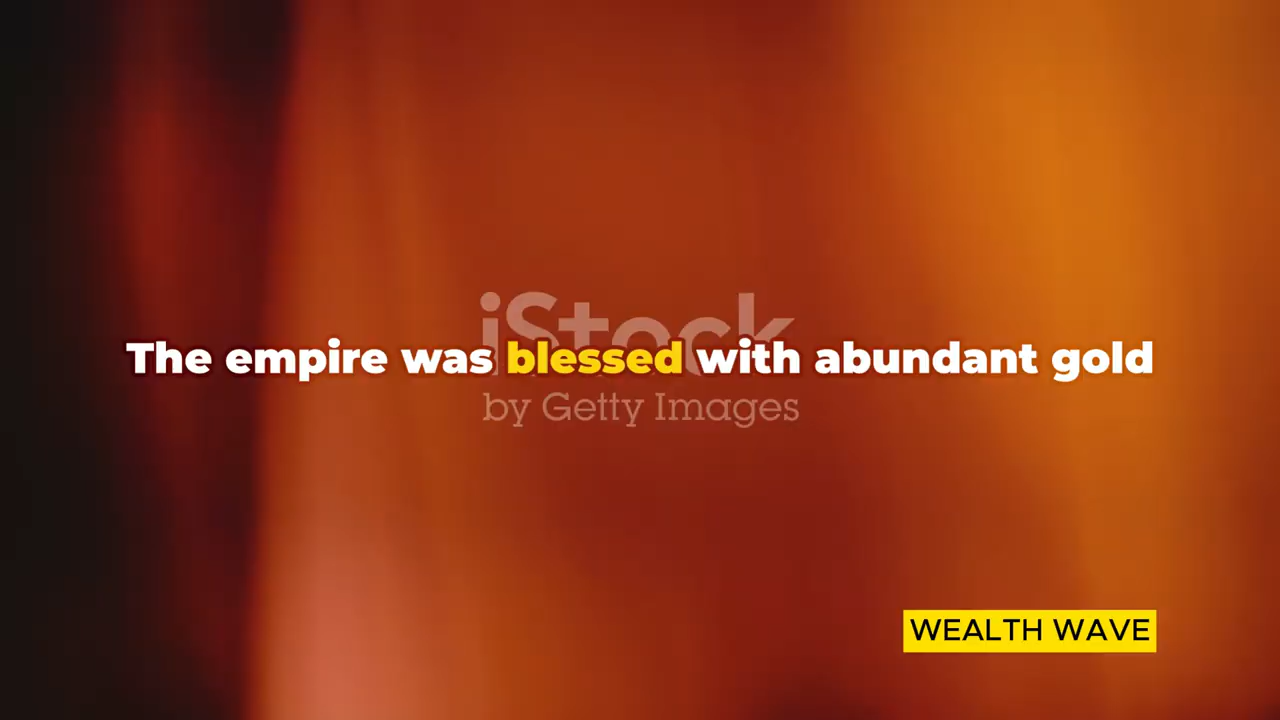 iStock
The empire was blessed with abundant gold
by Getty Images
WEALTH WAVE